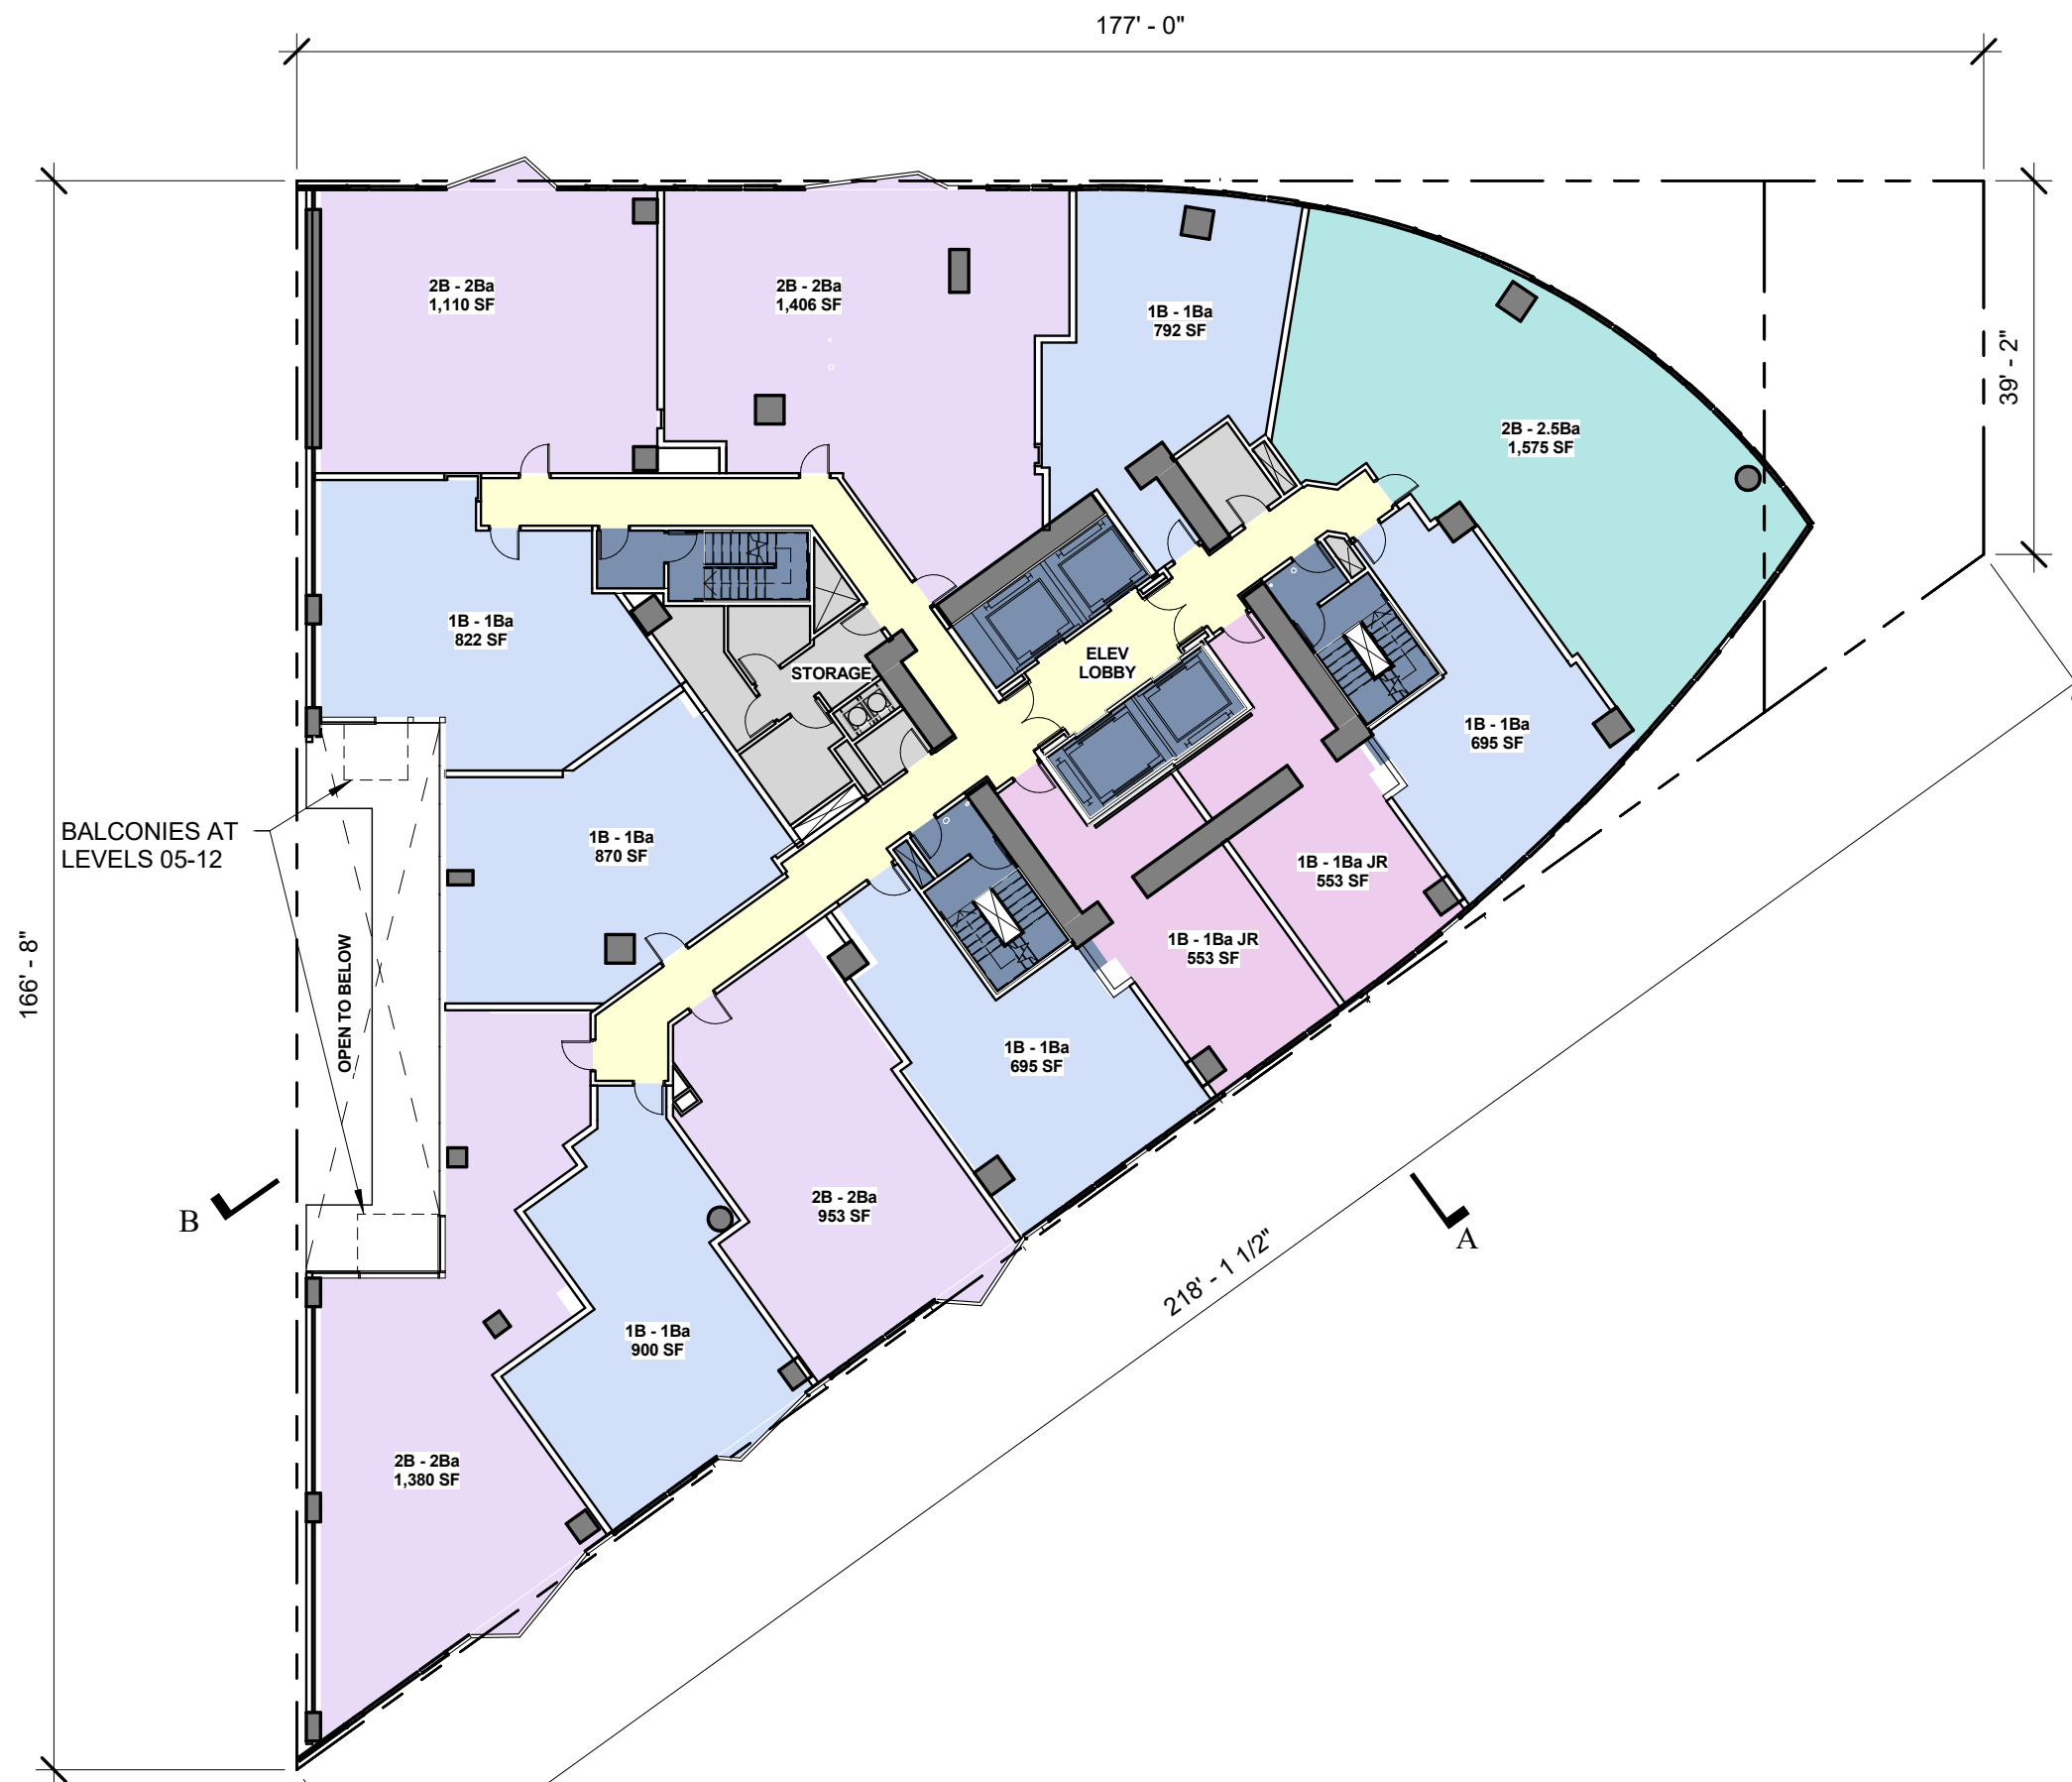 177' - 0"
39' - 2"
2B - 2Ba
1,110 SF
2B - 2Ba
1,406 SF
1B - 1Ba
792 SF
2B - 2.5Ba
1,575 SF
1B - 1Ba
822 SF
STORAGE
ELEV
LOBBY
1B - 1Ba
695 SF
BALCONIES AT
LEVELS 05-12
1B - 1Ba
870 SF
1B - 1Ba JR
553 SF
1B - 1Ba JR
553 SF
166' - 8"
OPEN TO BELOW
1B - 1Ba
695 SF
2B - 2Ba
953 SF
B
A
218' - 1 1/2"
1B - 1Ba
900 SF
2B - 2Ba
1,380 SF